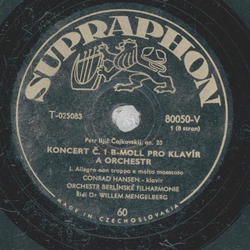 SUPRAPHON
T-025083
80050-V
1 (8 stran)
Petr Iljič Čajkovskij, op. 23
KONCERT Č. 1 B-MOLL PRO KLAVÍR
A ORCHESTR
I. Allegro non troppo e molto maestoso
CONRAD HANSEN - klavír
ORCHESTR BERLÍNSKÉ FILHARMONIE
Řídí Dr WILLEM MENGELBERG
60
MADE IN CZECHOSLOVAKIA